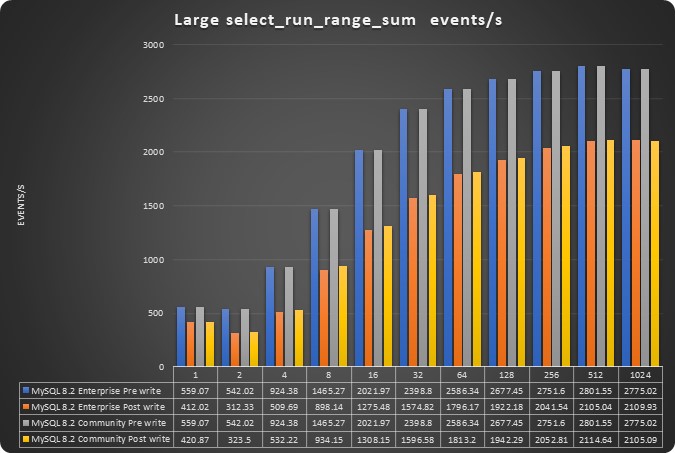 Large select_run_range_sum events/s
3000
2500
2000
1500
1000
500
0
EVENTS/S
1 2 4 8 16 32 64 128 256 512 1024
MySQL 8.2 Enterprise Pre write 559.07 542.02 924.38 1465.27 2021.97 2398.8 2586.34 2677.45 2751.6 2801.55 2775.02
MySQL 8.2 Enterprise Post write 412.02 312.33 509.69 898.14 1275.48 1574.82 1796.17 1922.18 2041.54 2105.04 2109.93
MySQL 8.2 Community Pre write 559.07 542.02 924.38 1465.27 2021.97 2398.8 2586.34 2677.45 2751.6 2801.55 2775.02
MySQL 8.2 Community Post write 420.87 323.5 532.22 934.15 1308.15 1596.58 1813.2 1942.29 2052.81 2114.64 2105.09